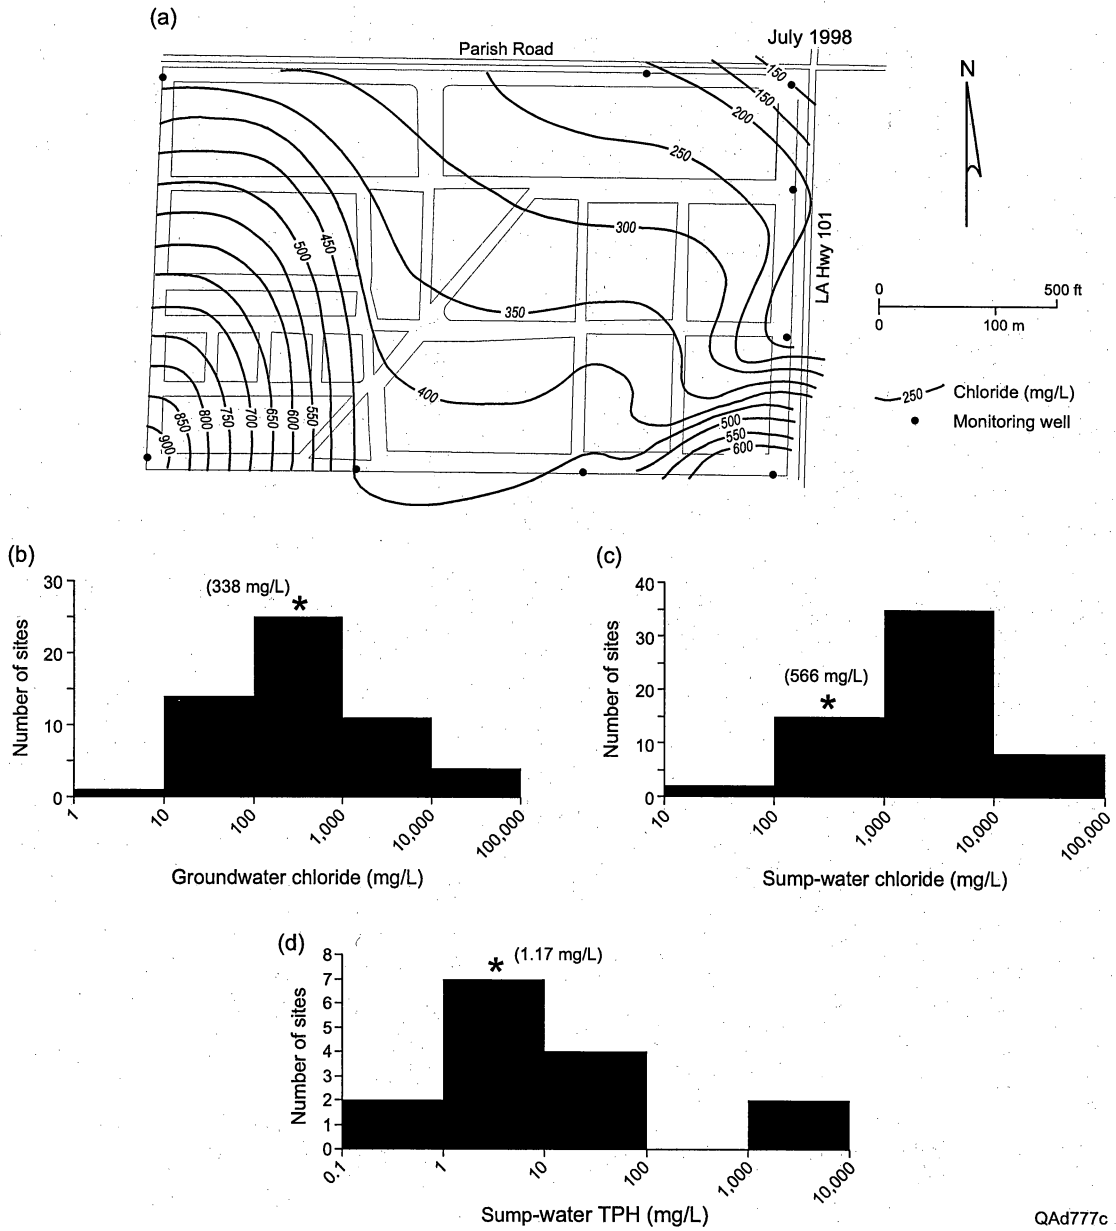 (a)
July 1998
Parish Road
N
150
150
200
250
300
350
400
450
500
550
600
650
700
750
800
850
900
500
550
600
LA Hwy 101
0 500 ft
0 100 m
250 Chloride (mg/L)
Monitoring well
(b)
(338 mg/L)
*
Number of sites
30
20
10
0
1 10 100 1,000 10,000 100,000
Groundwater chloride (mg/L)
(c)
(566 mg/L)
*
Number of sites
40
30
20
10
0
10 100 1,000 10,000 100,000
Sump-water chloride (mg/L)
(d)
(1.17 mg/L)
*
Number of sites
8
7
6
5
4
3
2
1
0
0.1 1 10 100 1,000 10,000
Sump-water TPH (mg/L)
QAd777c